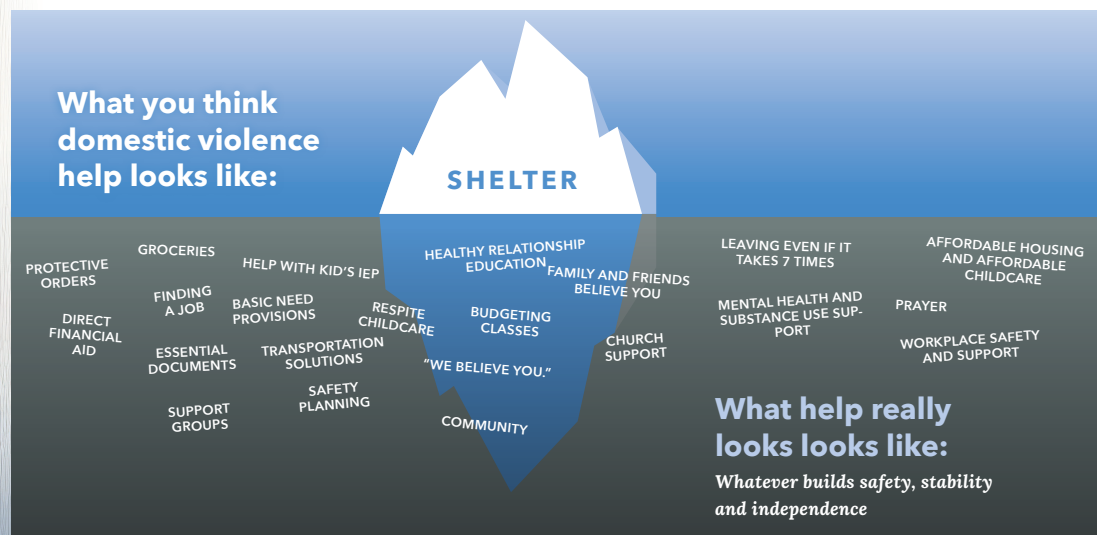 What you think
domestic violence
help looks like:
SHELTER
PROTECTIVE
ORDERS
GROCERIES
HELP WITH KID'S IEP
HEALTHY RELATIONSHIP
EDUCATION
FAMILY AND FRIENDS
BELIEVE YOU
LEAVING EVEN IF IT
TAKES 7 TIMES
AFFORDABLE HOUSING
AND AFFORDABLE
CHILDCARE
DIRECT
FINANCIAL
AID
FINDING
A JOB
BASIC NEED
PROVISIONS
RESPITE
CHILDCARE
BUDGETING
CLASSES
CHURCH
SUPPORT
MENTAL HEALTH AND
SUBSTANCE USE SUP-
PORT
PRAYER
WORKPLACE SAFETY
AND SUPPORT
ESSENTIAL
DOCUMENTS
TRANSPORTATION
SOLUTIONS
"WE BELIEVE YOU."
SUPPORT
GROUPS
SAFETY
PLANNING
COMMUNITY
What help really
looks looks like:
Whatever builds safety, stability
and independence